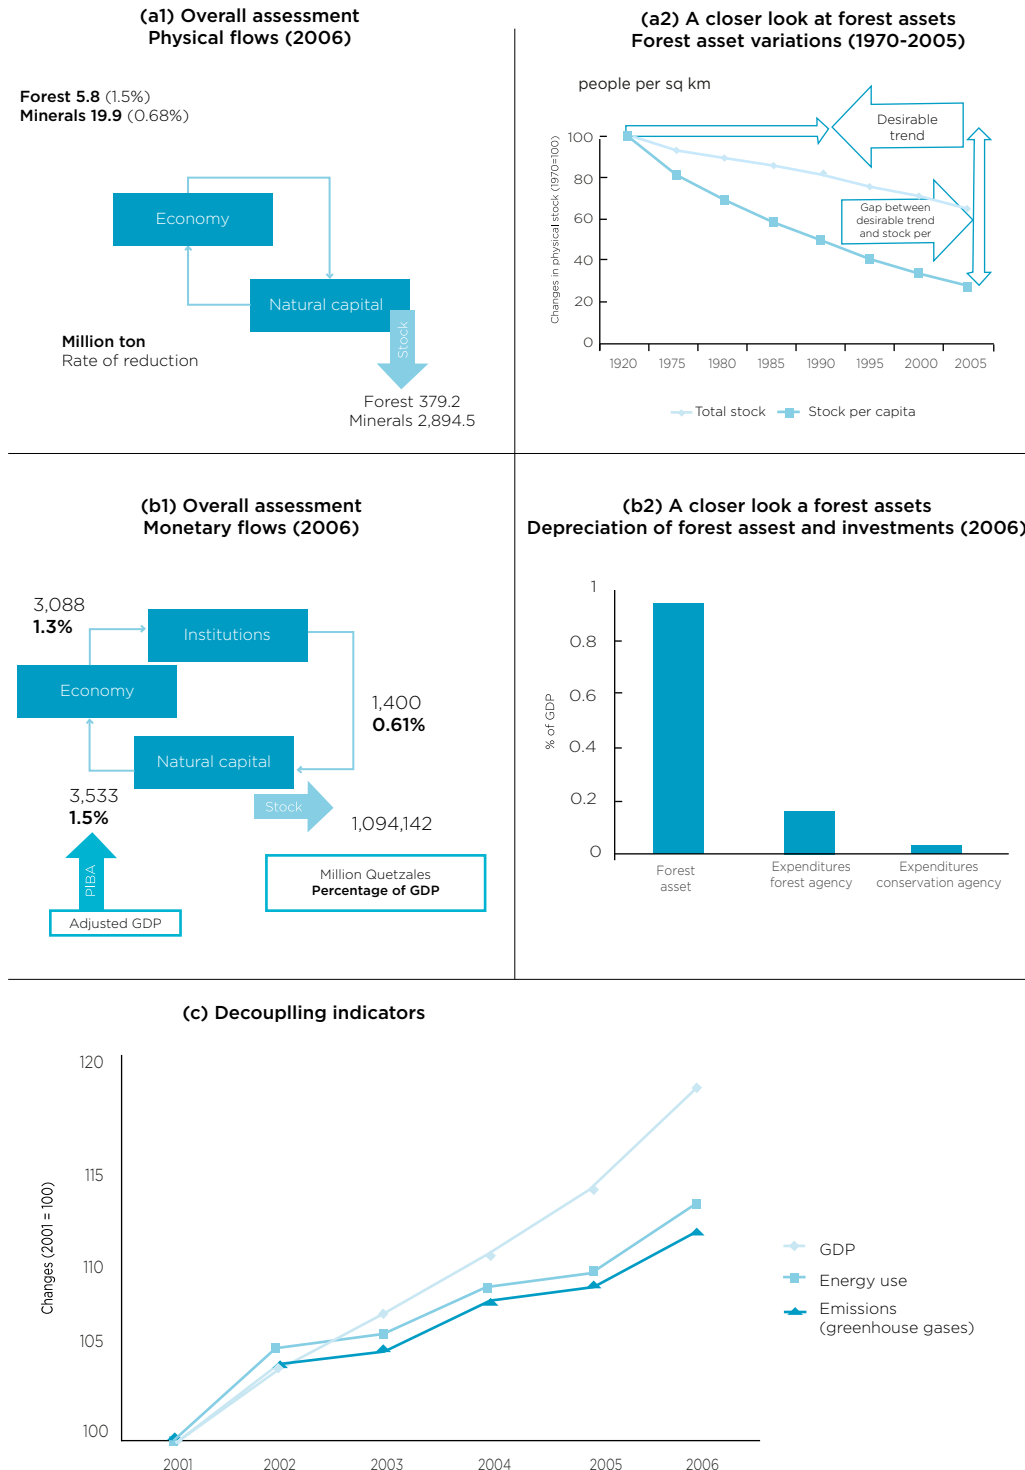 (a1) Overall assessment
Physical flows (2006)
Forest 5.8 (1.5%)
Minerals 19.9 (0.68%)
Economy
Natural capital
Stock
Million ton
Rate of reduction
Forest 379.2
Minerals 2,894.5
(a2) A closer look at forest assets
Forest asset variations (1970-2005)
people per sq km
Changes in physical stock (1970=100)
100
80
60
40
20
0
Desirable
trend
Gap between
desirable trend
and stock per
1920 1975 1980 1985 1990 1995 2000 2005
Total stock
Stock per capita
(b1) Overall assessment
Monetary flows (2006)
3,088
1.3%
Institutions
Economy
1,400
0.61%
Natural capital
3,533
1.5%
Stock
1,094,142
PIBA
Adjusted GDP
Million Quetzales
Percentage of GDP
(b2) A closer look a forest assets
Depreciation of forest assest and investments (2006)
% of GDP
1
0.8
0.6
0.4
0.2
0
Forest
asset
Expenditures
forest agency
Expenditures
conservation agency
(c) Decouplling indicators
Changes (2001 = 100)
120
115
110
105
100
2001 2002 2003 2004 2005 2006
GDP
Energy use
Emissions
(greenhouse gases)